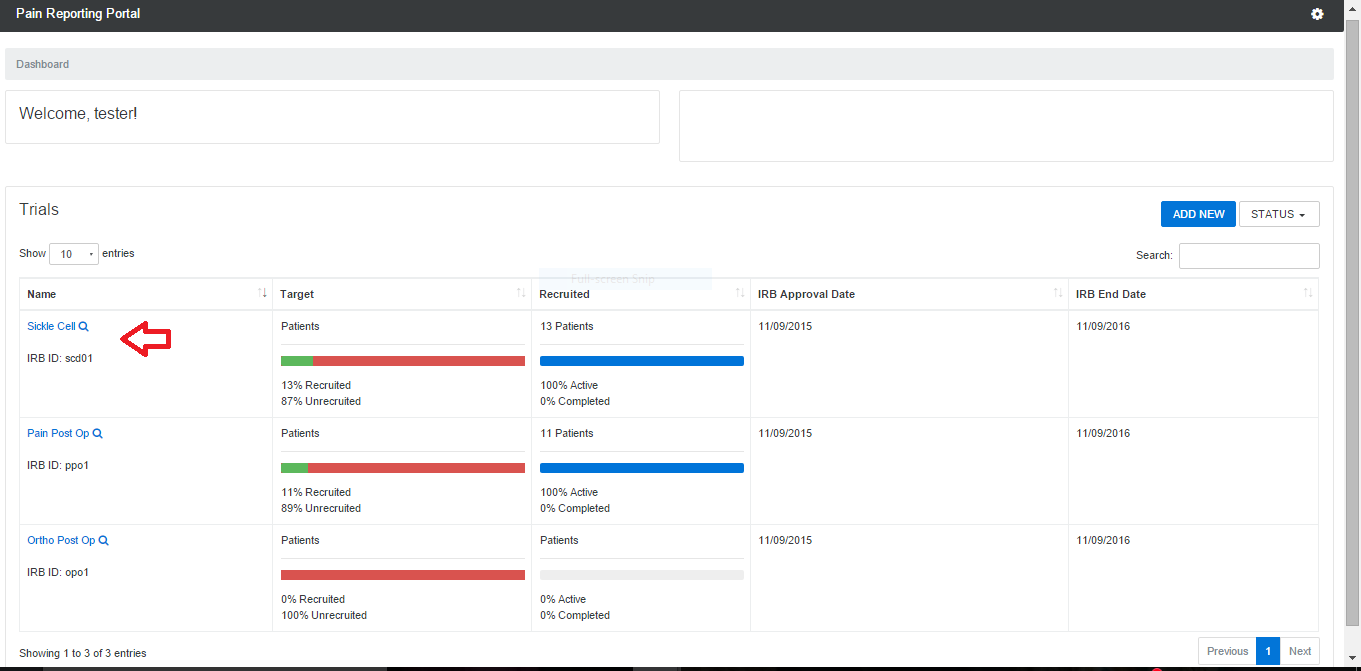 Pain Reporting Portal
Dashboard
Welcome, tester!
Trials
ADD NEW STATUS
Show 10 entries
Search:
Full-screen Snip
Name Target Recruited IRB Approval Date IRB End Date
Sickle Cell Patients 13 Patients 11/09/2015 11/09/2016
IRB ID: scd01
13% Recruited 100% Active
87% Unrecruited 0% Completed
Pain Post Op Patients 11 Patients 11/09/2015 11/09/2016
IRB ID: ppo1
11% Recruited 100% Active
89% Unrecruited 0% Completed
Ortho Post Op Patients Patients 11/09/2015 11/09/2016
IRB ID: opo1
0% Recruited 0% Active
100% Unrecruited 0% Completed
Showing 1 to 3 of 3 entries
Previous 1 Next